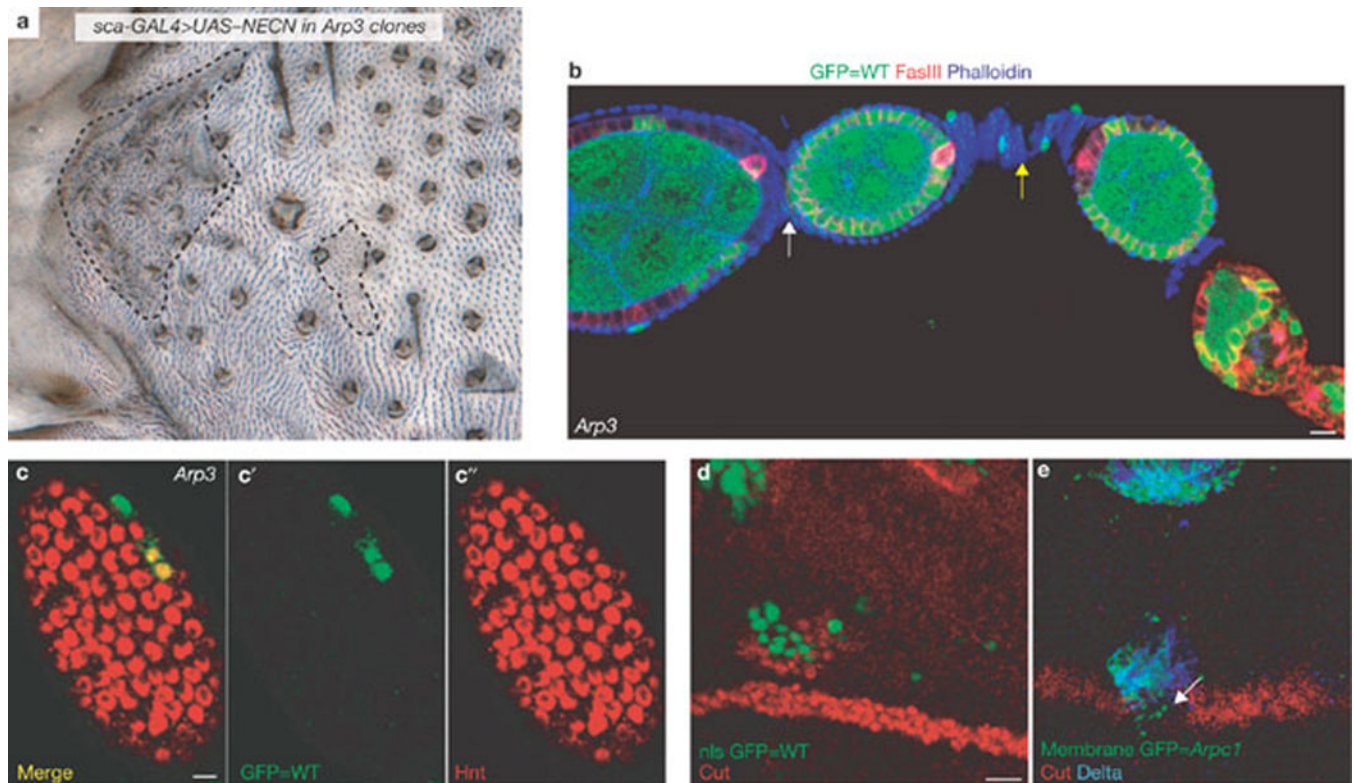 a
sca-GAL4>UAS–NECN in Arp3 clones
b
GFP=WT FasIII Phalloidin
Arp3
c
Arp3
Merge
c'
GFP=WT
c''
Hnt
d
nls GFP=WT
Cut
e
Membrane GFP=Arpc1
Cut Delta